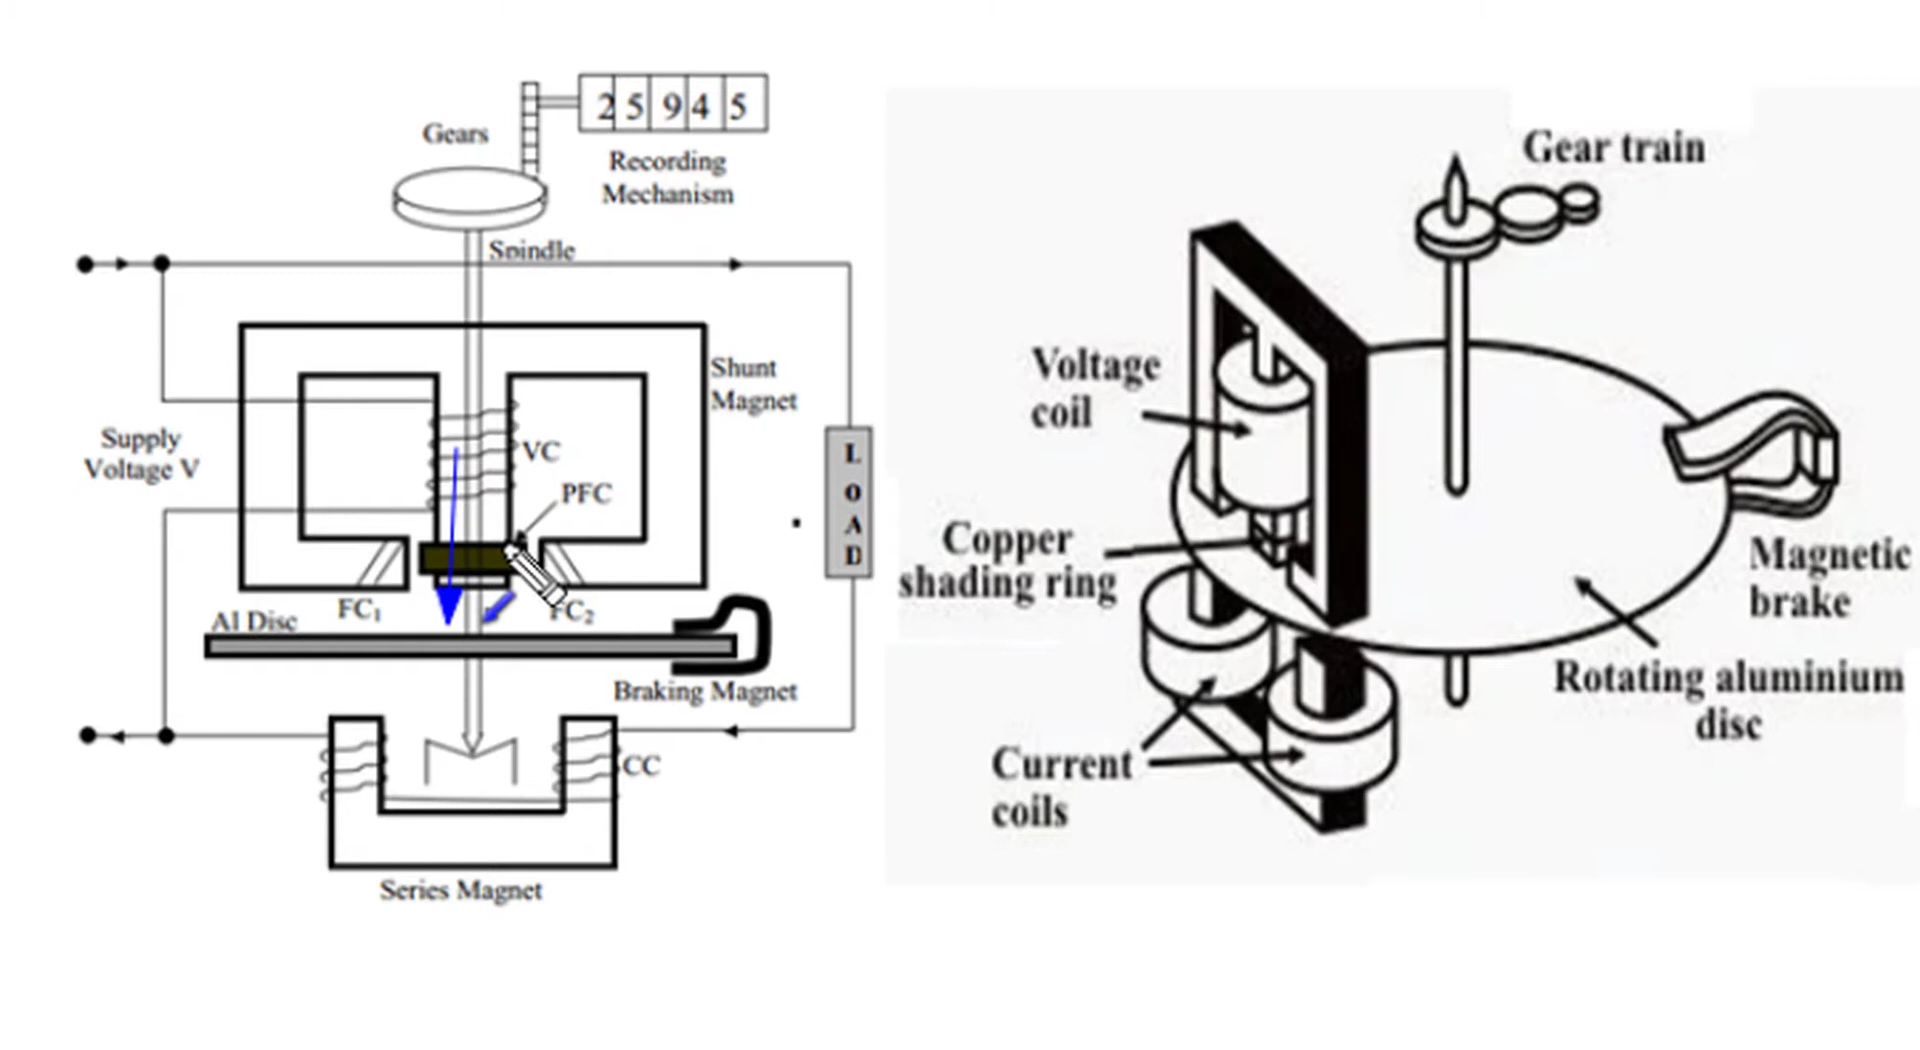 2 5 9 4 5
Gears
Recording
Mechanism
Spindle
Shunt
Magnet
Supply
Voltage V
VC
PFC
L
O
A
D
FC1
FC2
Al Disc
Braking Magnet
CC
Series Magnet
Gear train
Voltage
coil
Copper
shading ring
Magnetic
brake
Rotating aluminium
disc
Current
coils